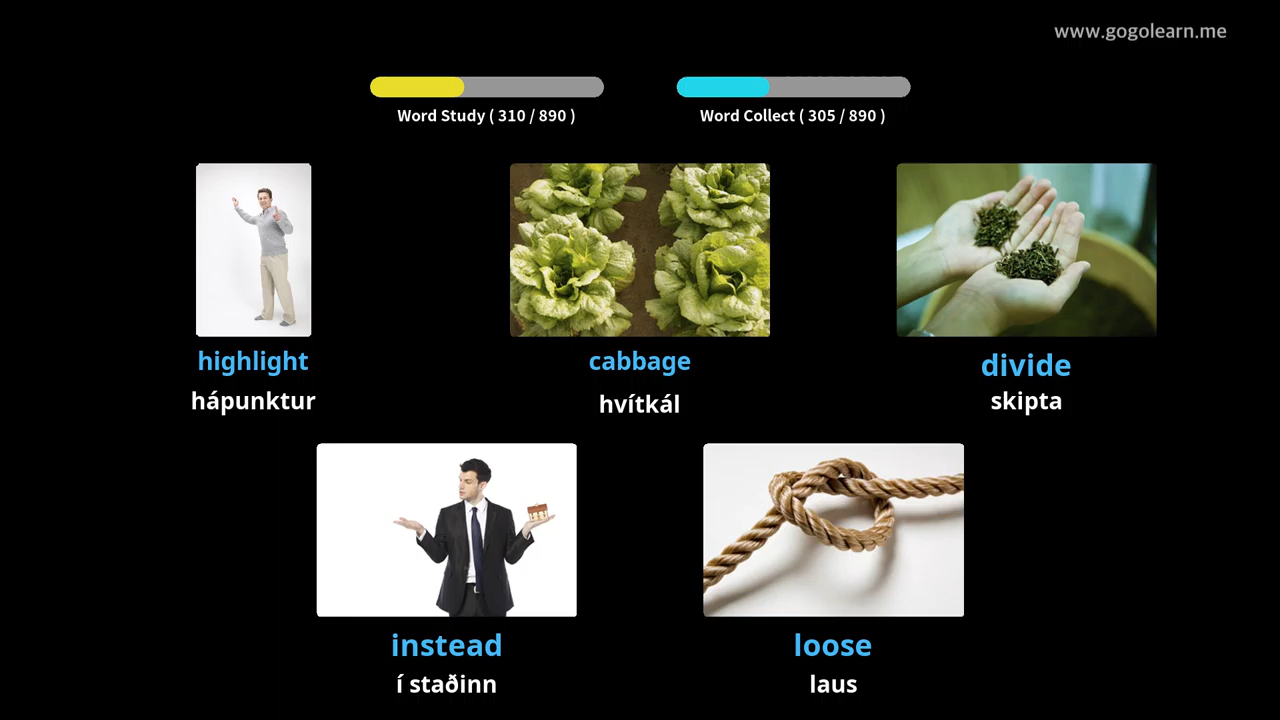 www.gogolearn.me
Word Study ( 310 / 890 )
Word Collect ( 305 / 890 )
highlight
hápunktur
cabbage
hvítkál
divide
skipta
instead
í staðinn
loose
laus